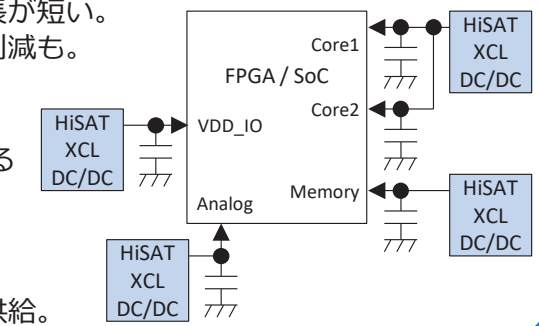 長が短い。
削減も。
る
供給。
HiSAT
XCL
DC/DC
Core1
FPGA / SoC
Core2
HiSAT
XCL
DC/DC
VDD_IO
Memory
HiSAT
XCL
DC/DC
Analog
HiSAT
XCL
DC/DC